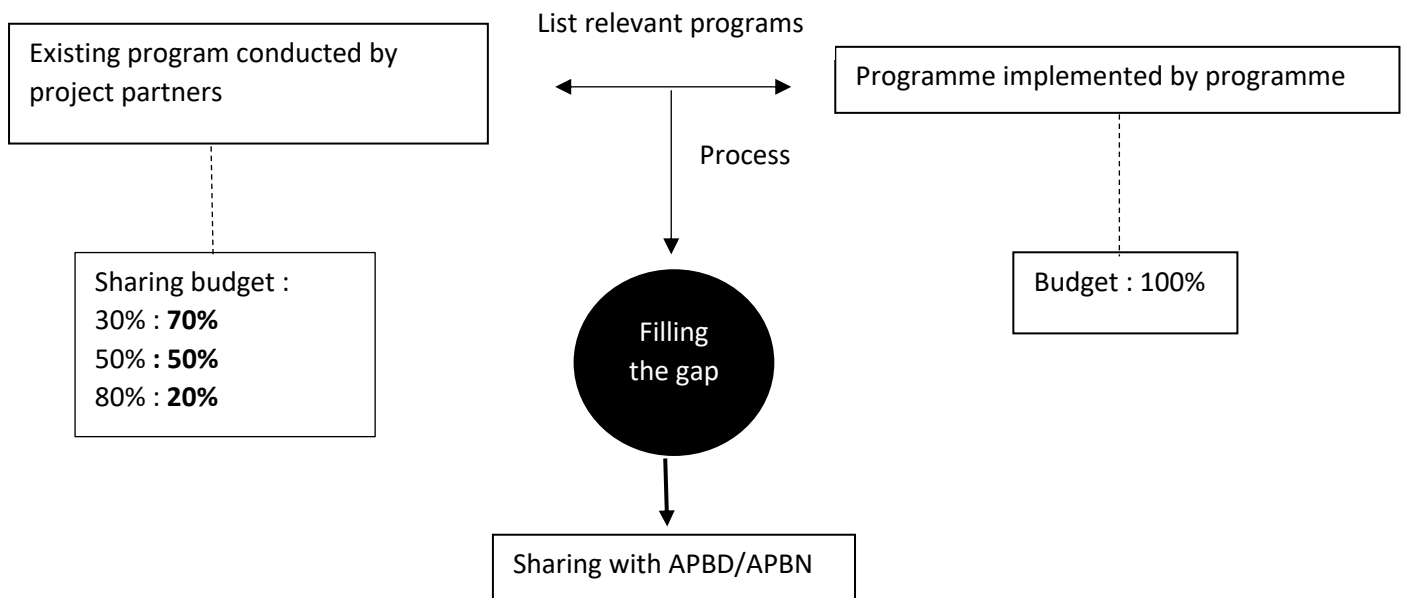 List relevant programs
Existing program conducted by
project partners
Programme implemented by programme
Process
Sharing budget :
30% : 70%
50% : 50%
80% : 20%
Filling
the gap
Budget : 100%
Sharing with APBD/APBN